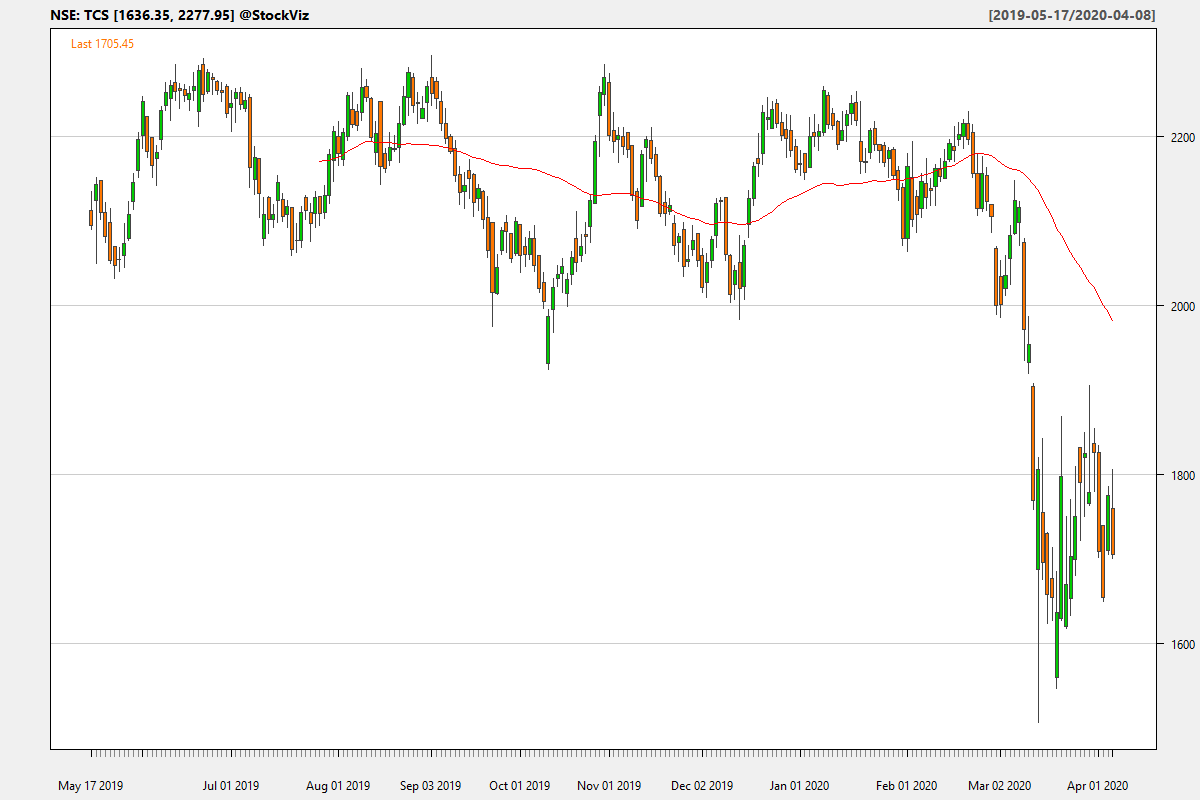 NSE: TCS [1636.35, 2277.95] @StockViz
[2019-05-17/2020-04-08]
Last 1705.45
2200
2000
1800
1600
May 17 2019 Jul 01 2019 Aug 01 2019 Sep 03 2019 Oct 01 2019 Nov 01 2019 Dec 02 2019 Jan 01 2020 Feb 01 2020 Mar 02 2020 Apr 01 2020